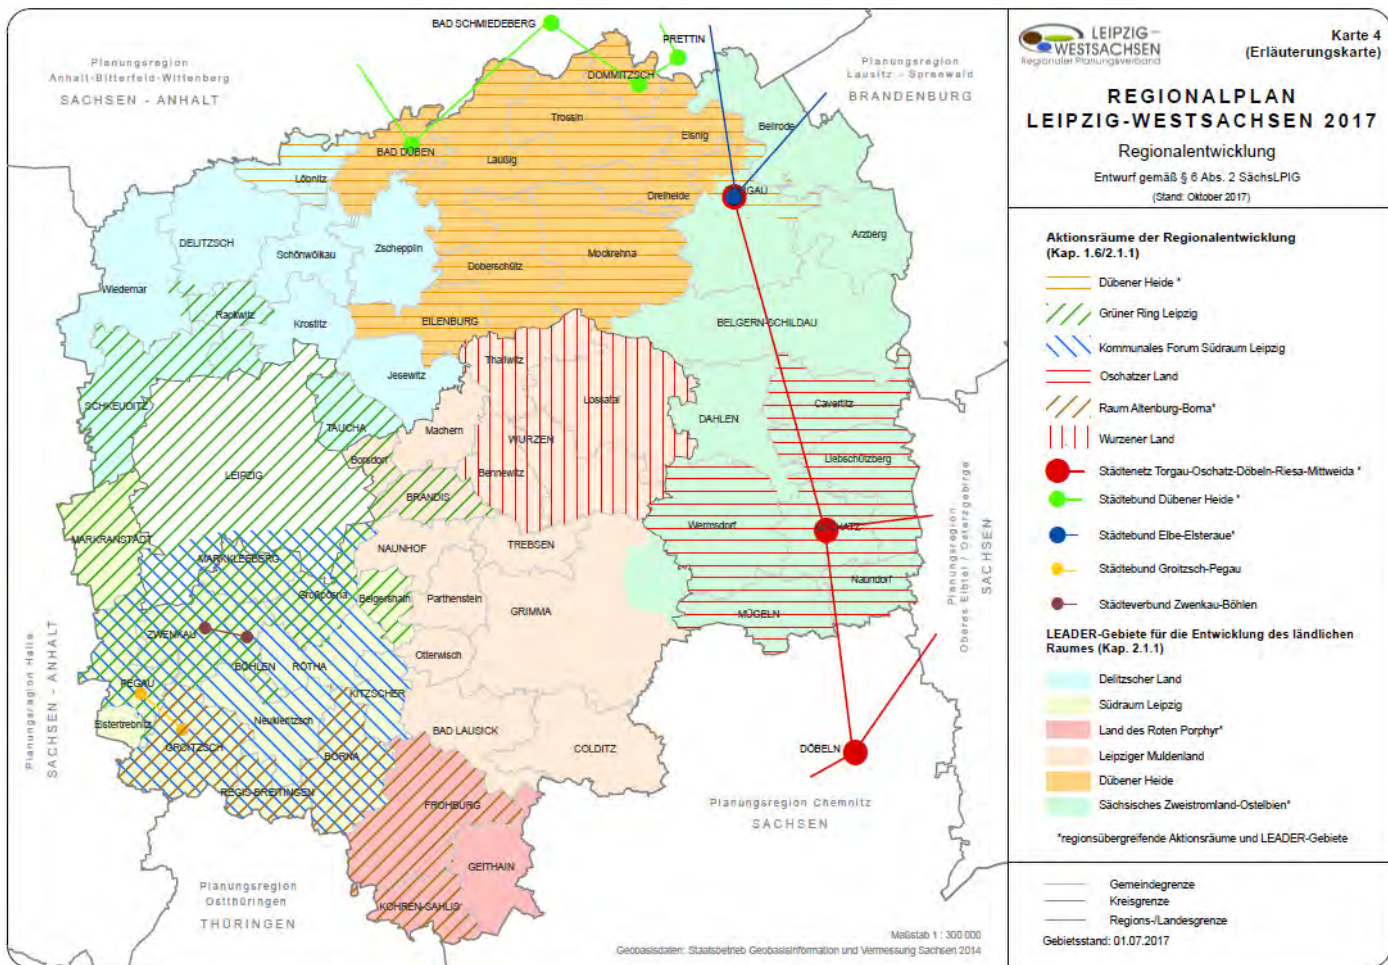 BAD SCHMIEDEBERG
PRETTIN
Planungsregion
Anhalt-Bitterfeld-Wittenberg
SACHSEN - ANHALT
Planungsregion
Lausitz - Spreewald
BRANDENBURG
DOMMITZSCH
Trossin
Elsnig
Beilrode
BAD DÜBEN
Laußig
Löbnitz
Dreiheide
Arzberg
DELITZSCH
Schönwölkau
Zschepplin
Doberschütz
Mockrehna
Wiedemar
Rackwitz
Krostitz
EILENBURG
BELGERN-SCHILDAU
Thallwitz
Jesewitz
Lossatal
Cavertitz
SCHKEUDITZ
TAUCHA
Machern
WURZEN
DAHLEN
Borsdorf
Bennewitz
Liebschützberg
LEIPZIG
BRANDIS
Wermsdorf
MARKRANSTÄDT
MARKKLEEBERG
NAUNHOF
TREBSEN
Großpösna
Belgershain
Parthenstein
GRIMMA
Naundorf
MÜGELN
ZWENKAU
BÖHLEN
RÖTHA
Otterwisch
PEGAU
KITZSCHER
Elstertrebnitz
Neukieritzsch
GROITZSCH
BORNA
BAD LAUSICK
COLDITZ
DÖBELN
REGIS-BREITINGEN
FROHBURG
GEITHAIN
KOHREN-SAHLIS
Planungsregion Halle
SACHSEN - ANHALT
Planungsregion
Oberes Elbtal / Osterzgebirge
SACHSEN
Planungsregion Chemnitz
SACHSEN
Planungsregion
Ostthüringen
THÜRINGEN
Maßstab 1 : 300 000
Geobasisdaten: Staatsbetrieb Geobasisinformation und Vermessung Sachsen 2014
LEIPZIG-
WESTSACHSEN
Regionaler Planungsverband
Karte 4
(Erläuterungskarte)
REGIONALPLAN
LEIPZIG-WESTSACHSEN 2017
Regionalentwicklung
Entwurf gemäß § 6 Abs. 2 SächsLPlG
(Stand: Oktober 2017)
Aktionsräume der Regionalentwicklung
(Kap. 1.6/2.1.1)
Dübener Heide *
Grüner Ring Leipzig
Kommunales Forum Südraum Leipzig
Oschatzer Land
Raum Altenburg-Borna*
Wurzener Land
Städtenetz Torgau-Oschatz-Döbeln-Riesa-Mittweida *
Städtebund Dübener Heide *
Städtebund Elbe-Elsteraue*
Städtebund Groitzsch-Pegau
Städteverbund Zwenkau-Böhlen
LEADER-Gebiete für die Entwicklung des ländlichen
Raumes (Kap. 2.1.1)
Delitzscher Land
Südraum Leipzig
Land des Roten Porphyr*
Leipziger Muldenland
Dübener Heide
Sächsisches Zweistromland-Ostelbien*
*regionsübergreifende Aktionsräume und LEADER-Gebiete
Gemeindegrenze
Kreisgrenze
Regions-/Landesgrenze
Gebietsstand: 01.07.2017